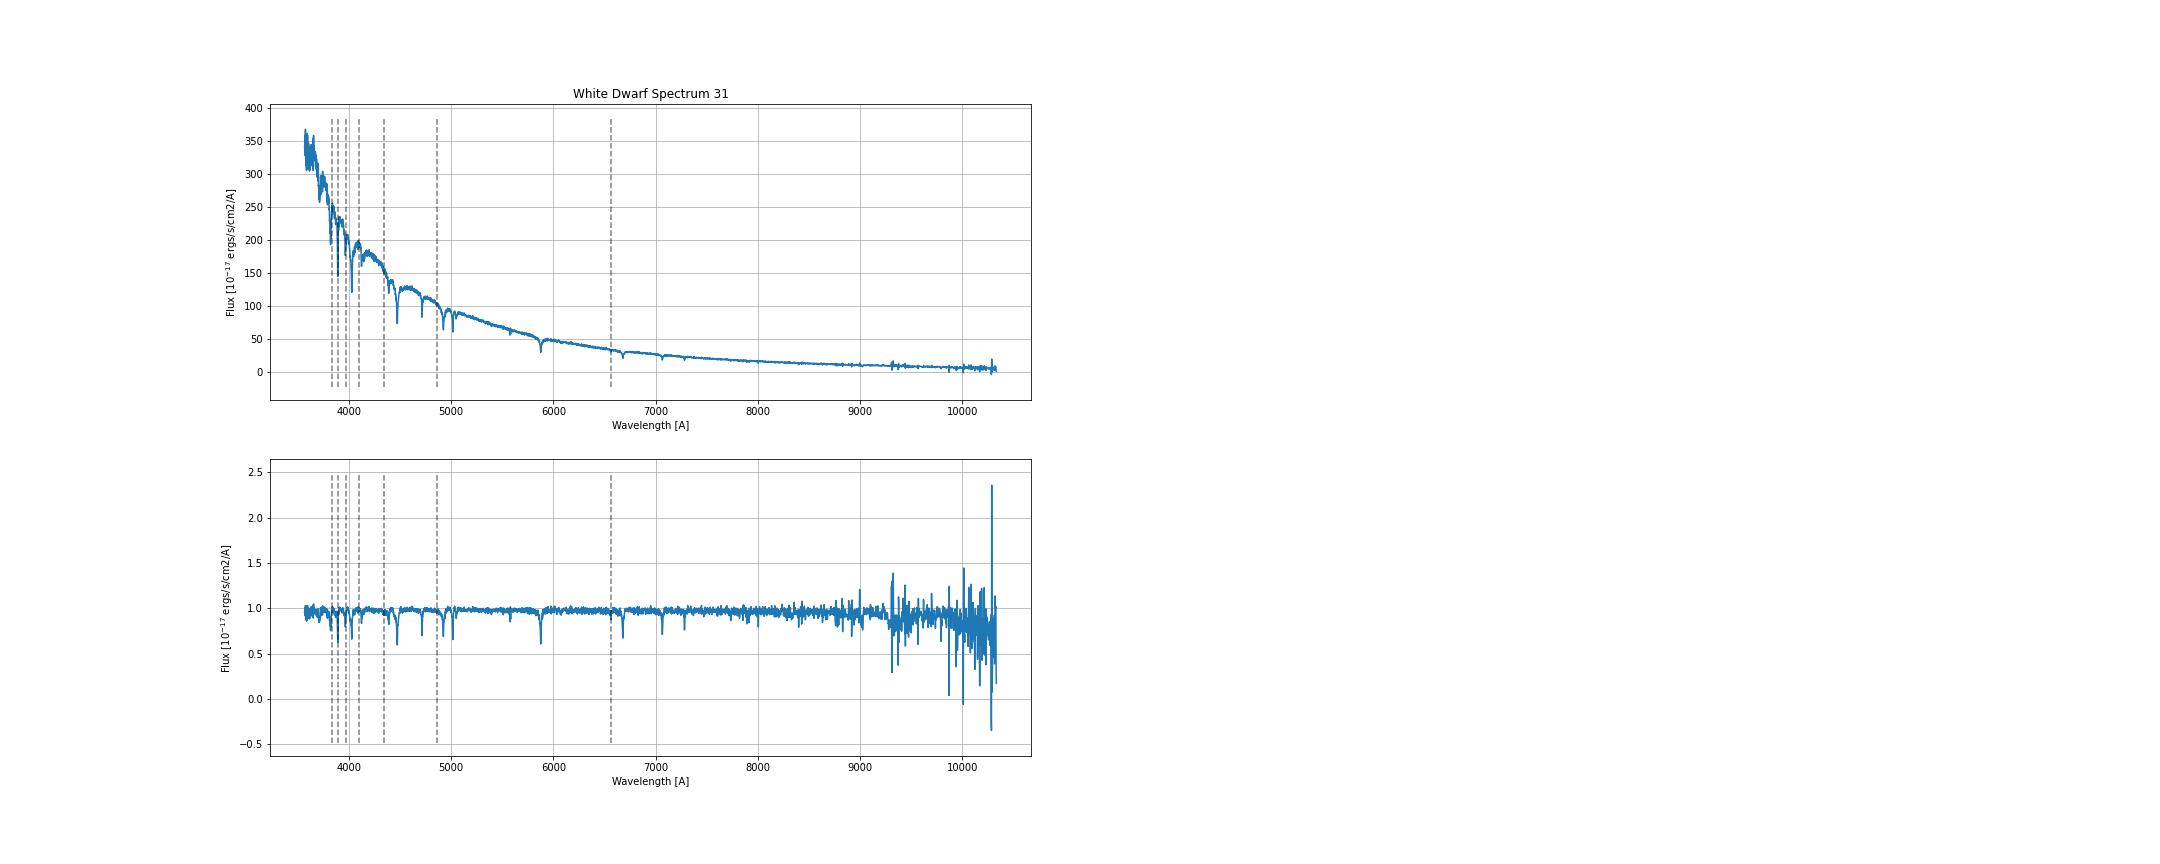 White Dwarf Spectrum 31
400
350
300
250
200
150
100
50
0
Flux [10⁻¹⁷ ergs/s/cm2/A]
4000 5000 6000 7000 8000 9000 10000
Wavelength [A]
2.5
2.0
1.5
1.0
0.5
0.0
−0.5
Flux [10⁻¹⁷ ergs/s/cm2/A]
4000 5000 6000 7000 8000 9000 10000
Wavelength [A]